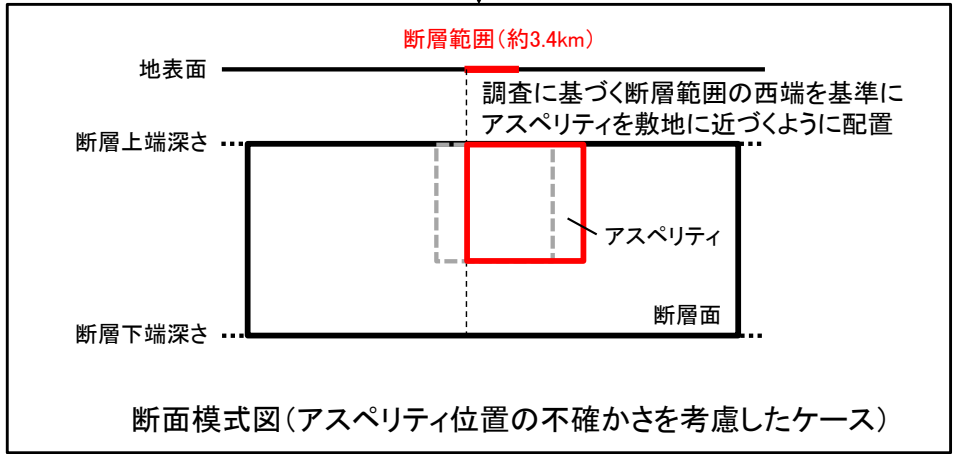 断層範囲(約3.4km)
地表面
調査に基づく断層範囲の西端を基準に
アスペリティを敷地に近づくように配置
断層上端深さ
アスペリティ
断層面
断層下端深さ
断面模式図(アスペリティ位置の不確かさを考慮したケース)